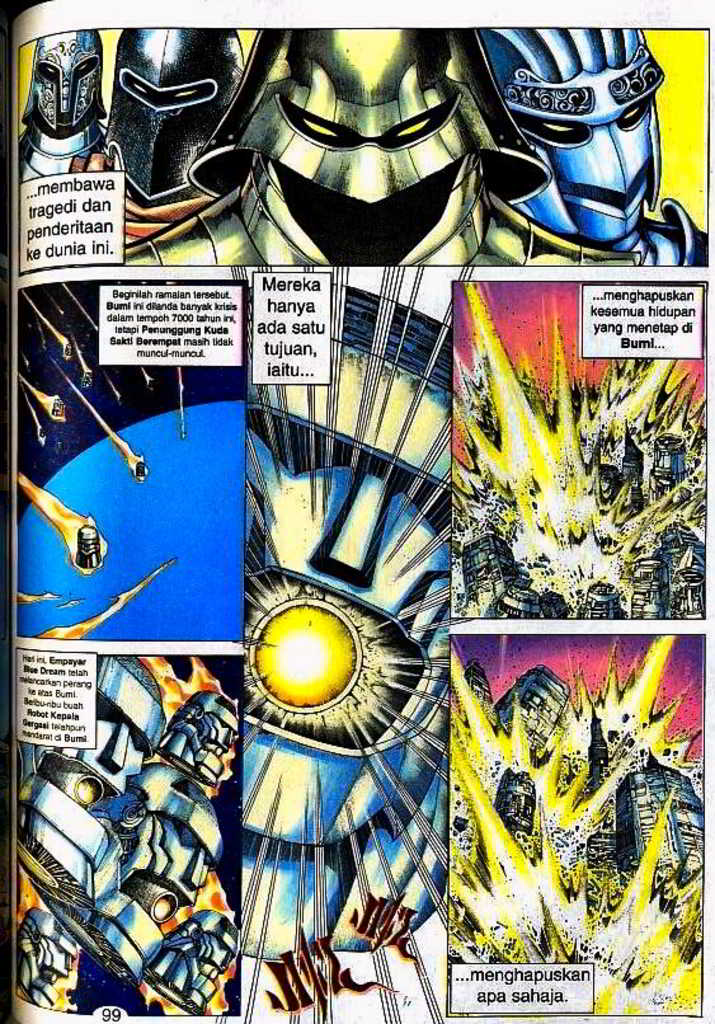 ...membawa
tragedi dan
penderitaan
ke dunia ini.
Beginilah ramalan tersebut.
Bumi ini dilanda banyak krisis
dalam tempoh 7000 tahun ini,
tetapi Penunggung Kuda
Sakti Berempat masih tidak
muncul-muncul.
Hari ini, Empayar
Blue Dream telah
melancarkan perang
ke atas Bumi.
Beribu-ribu buah
Robot Kepala
Gergasi telahpun
mendarat di Bumi.
Mereka
hanya
ada satu
tujuan,
iaitu...
...menghapuskan
kesemua hidupan
yang menetap di
Bumi...
...menghapuskan
apa sahaja.
99